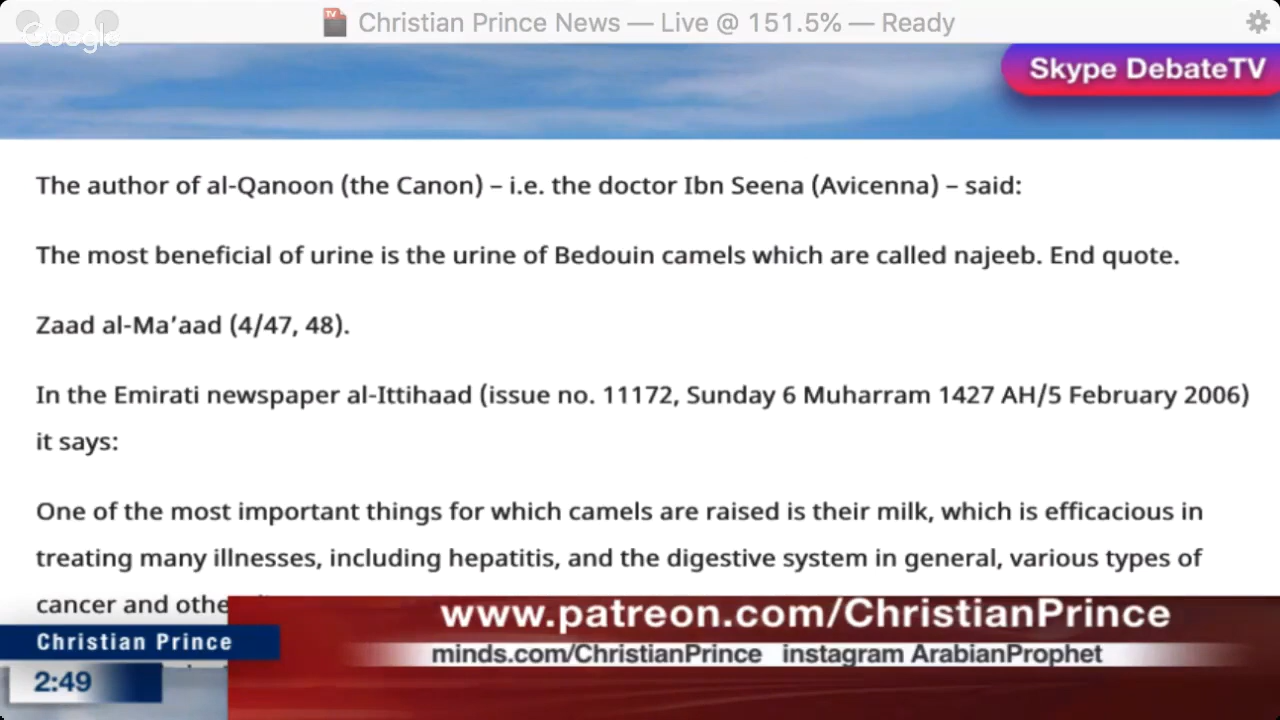 Christian Prince News — Live @ 151.5% — Ready
Google
Skype DebateTV
The author of al-Qanoon (the Canon) – i.e. the doctor Ibn Seena (Avicenna) – said:
The most beneficial of urine is the urine of Bedouin camels which are called najeeb. End quote.
Zaad al-Ma’aad (4/47, 48).
In the Emirati newspaper al-Ittihaad (issue no. 11172, Sunday 6 Muharram 1427 AH/5 February 2006)
it says:
One of the most important things for which camels are raised is their milk, which is efficacious in
treating many illnesses, including hepatitis, and the digestive system in general, various types of
cancer and othe
www.patreon.com/ChristianPrince
Christian Prince
minds.com/ChristianPrince instagram ArabianProphet
2:49